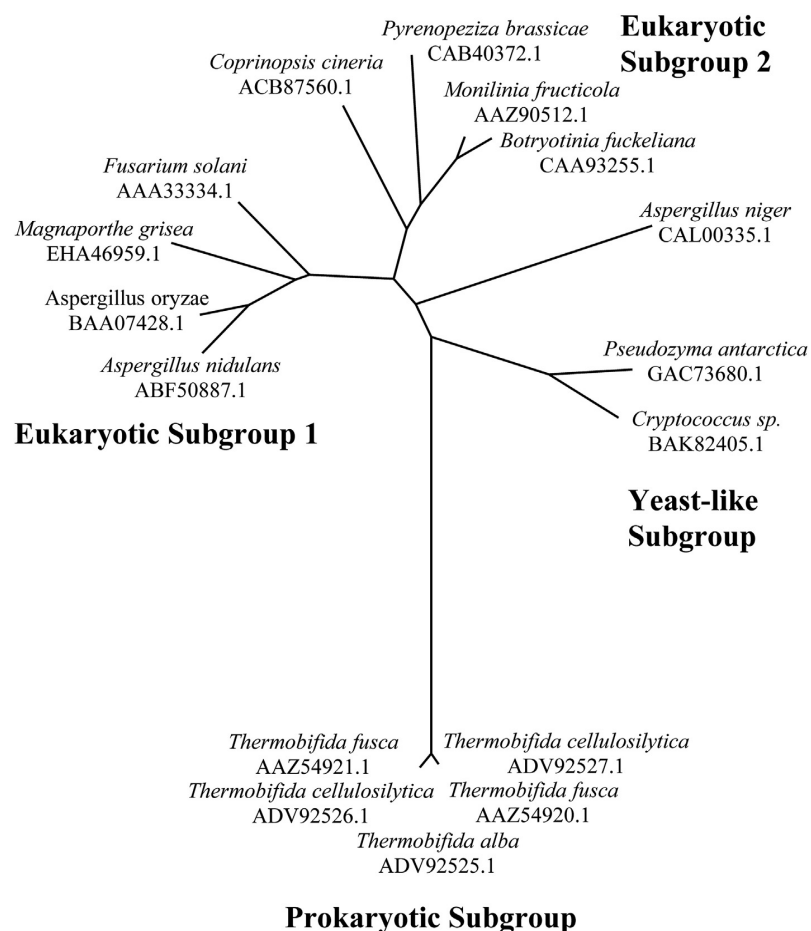 Pyrenopeziza brassicae
CAB40372.1
Eukaryotic
Subgroup 2
Coprinopsis cineria
ACB87560.1
Monilinia fructicola
AAZ90512.1
Botryotinia fuckeliana
CAA93255.1
Fusarium solani
AAA33334.1
Aspergillus niger
CAL00335.1
Magnaporthe grisea
EHA46959.1
Aspergillus oryzae
BAA07428.1
Aspergillus nidulans
ABF50887.1
Eukaryotic Subgroup 1
Pseudozyma antarctica
GAC73680.1
Cryptococcus sp.
BAK82405.1
Yeast-like
Subgroup
Thermobifida fusca
AAZ54921.1
Thermobifida cellulosilytica
ADV92527.1
Thermobifida cellulosilytica
ADV92526.1
Thermobifida fusca
AAZ54920.1
Thermobifida alba
ADV92525.1
Prokaryotic Subgroup